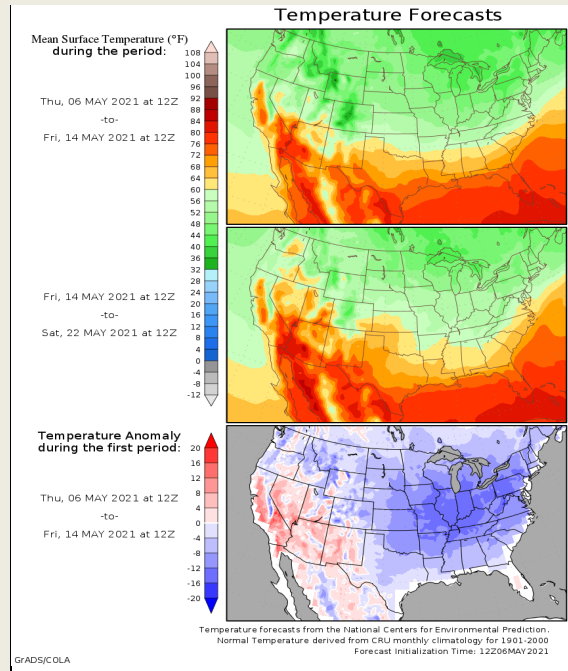 Temperature Forecasts
Mean Surface Temperature (°F)
during the period:
Thu, 06 MAY 2021 at 12Z
-to-
Fri, 14 MAY 2021 at 12Z
108
104
100
96
92
88
84
80
76
72
68
64
60
56
52
48
44
40
36
32
28
24
20
16
12
8
4
0
-4
-8
-12
Fri, 14 MAY 2021 at 12Z
-to-
Sat, 22 MAY 2021 at 12Z
Temperature Anomaly
during the first period:
Thu, 06 MAY 2021 at 12Z
-to-
Fri, 14 MAY 2021 at 12Z
20
16
12
8
4
0
-4
-8
-12
-16
-20
Temperature forecasts from the National Centers for Environmental Prediction.
Normal Temperature derived from CRU monthly climatology for 1901-2000
Forecast Initialization Time: 12Z06MAY2021
GrADS/COLA